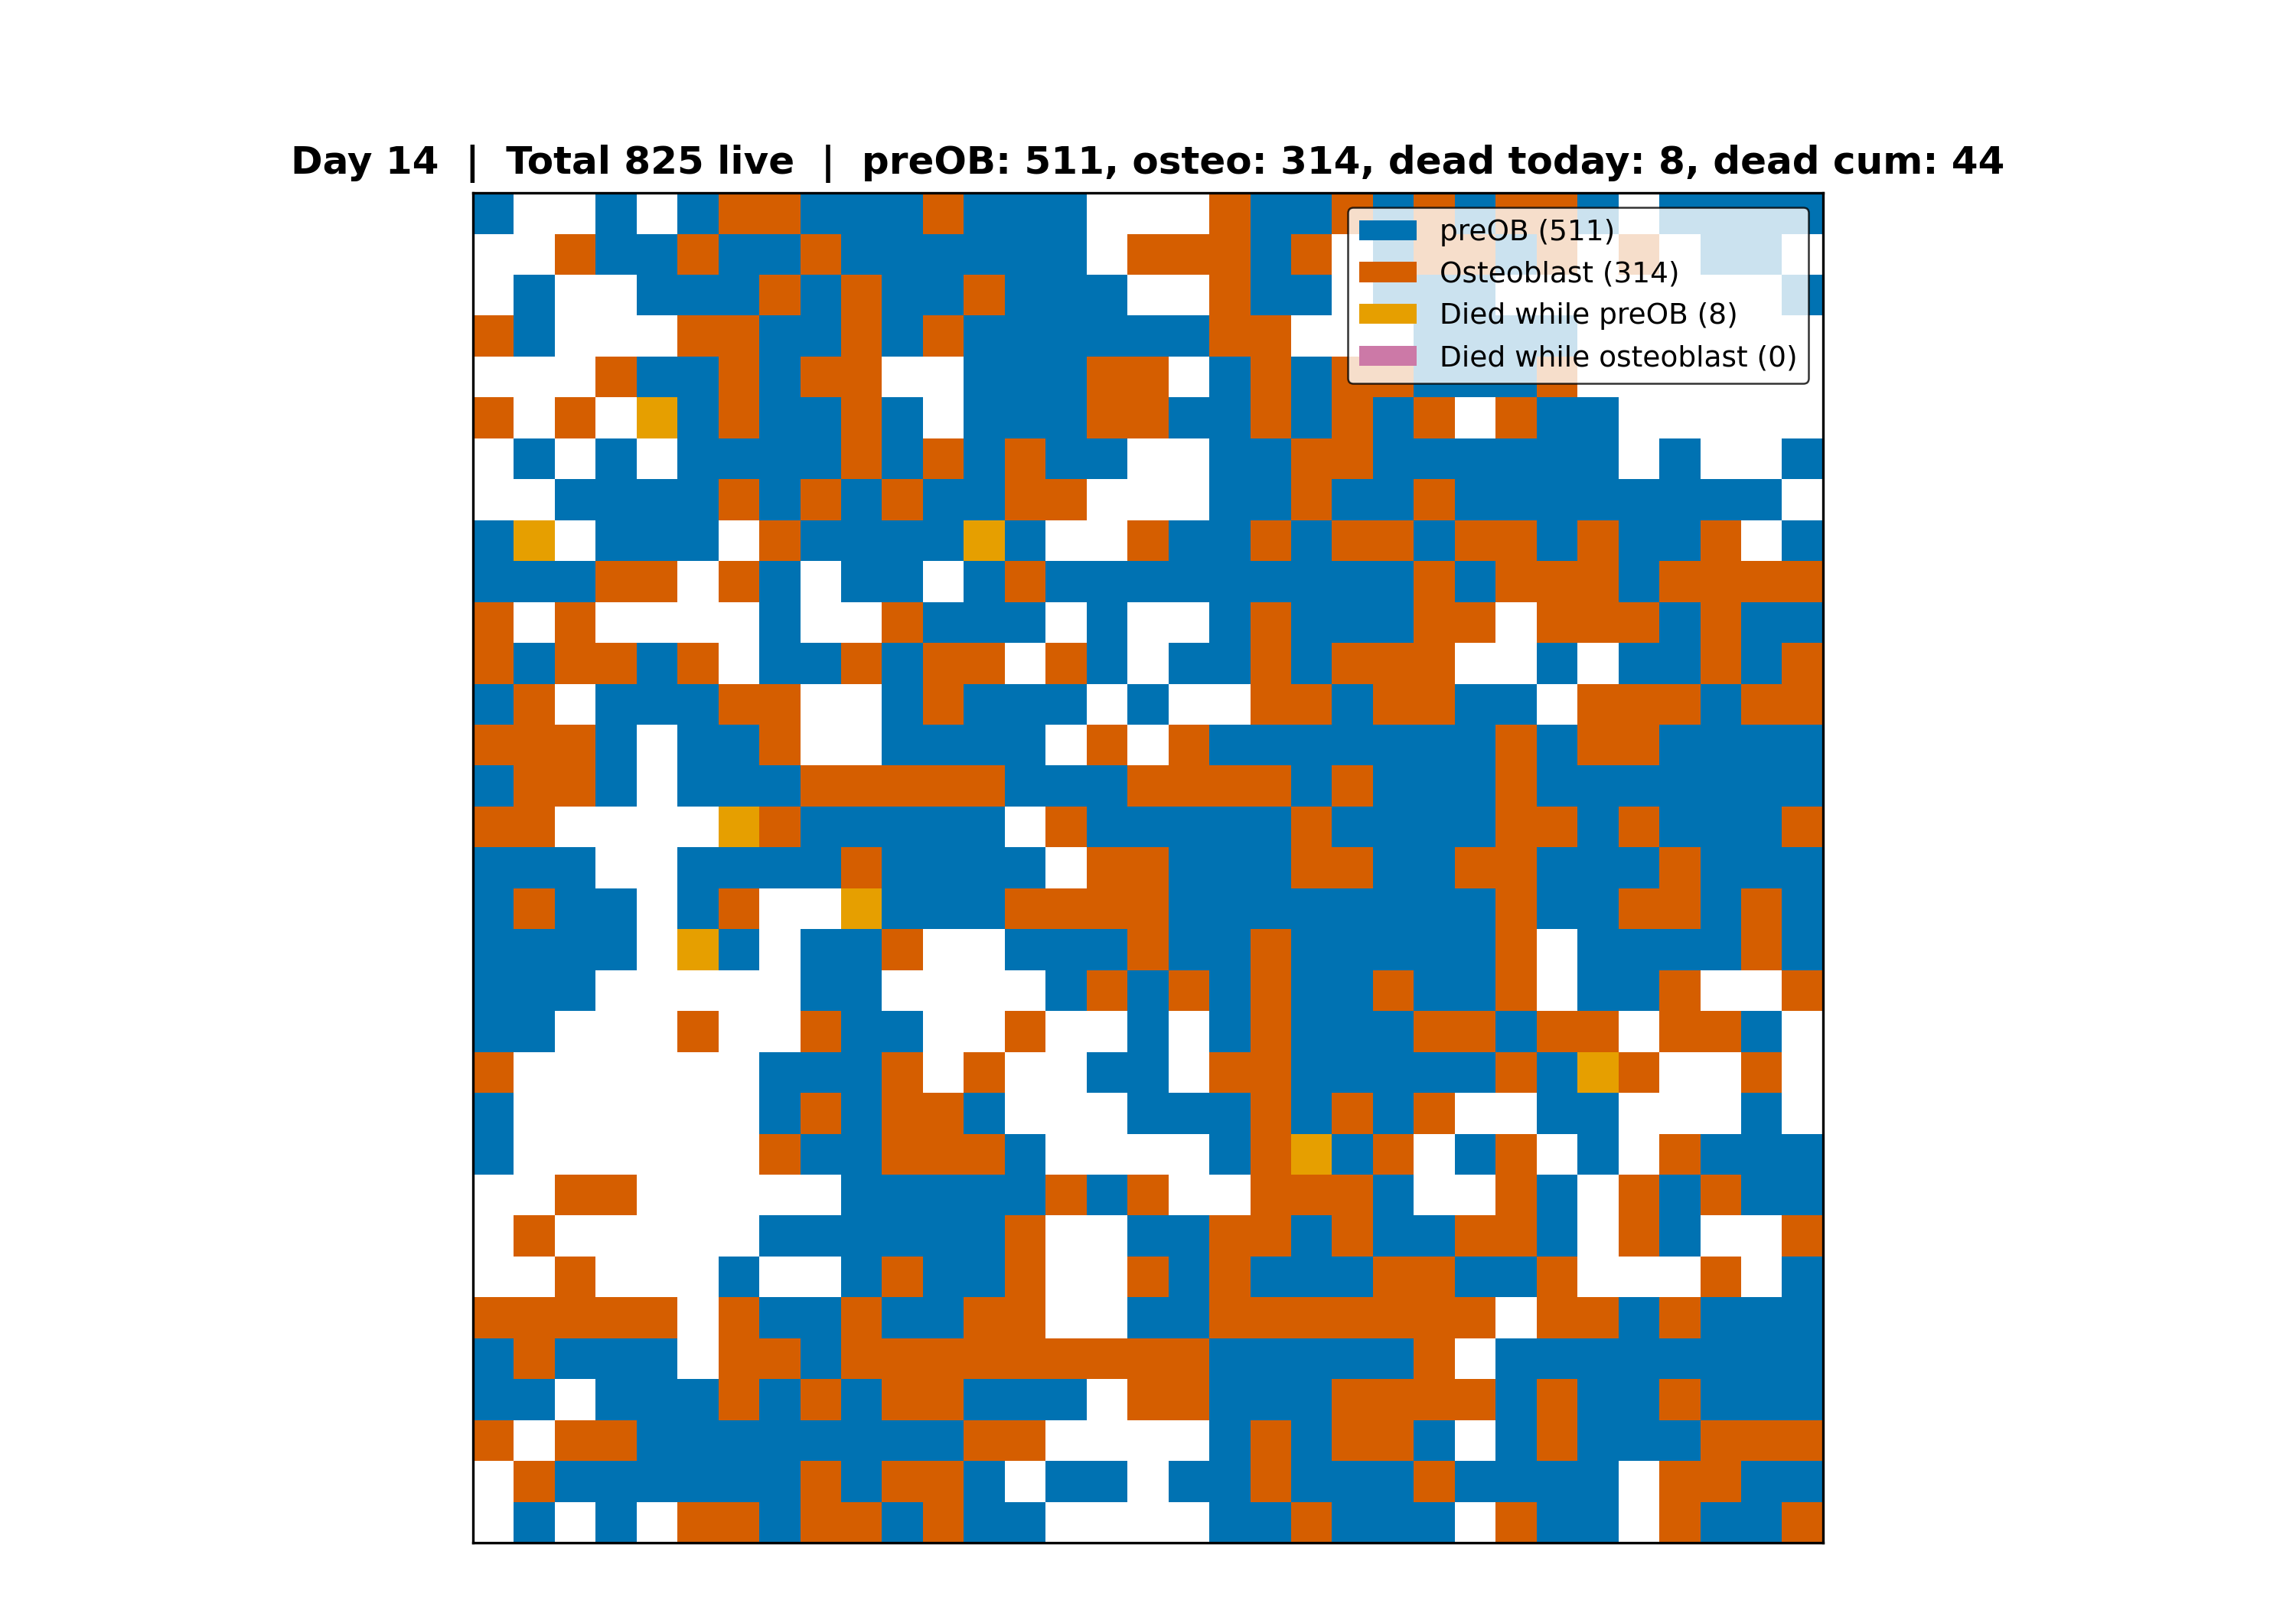 Day 14 | Total 825 live | preOB: 511, osteo: 314, dead today: 8, dead cum: 44
preOB (511)
Osteoblast (314)
Died while preOB (8)
Died while osteoblast (0)